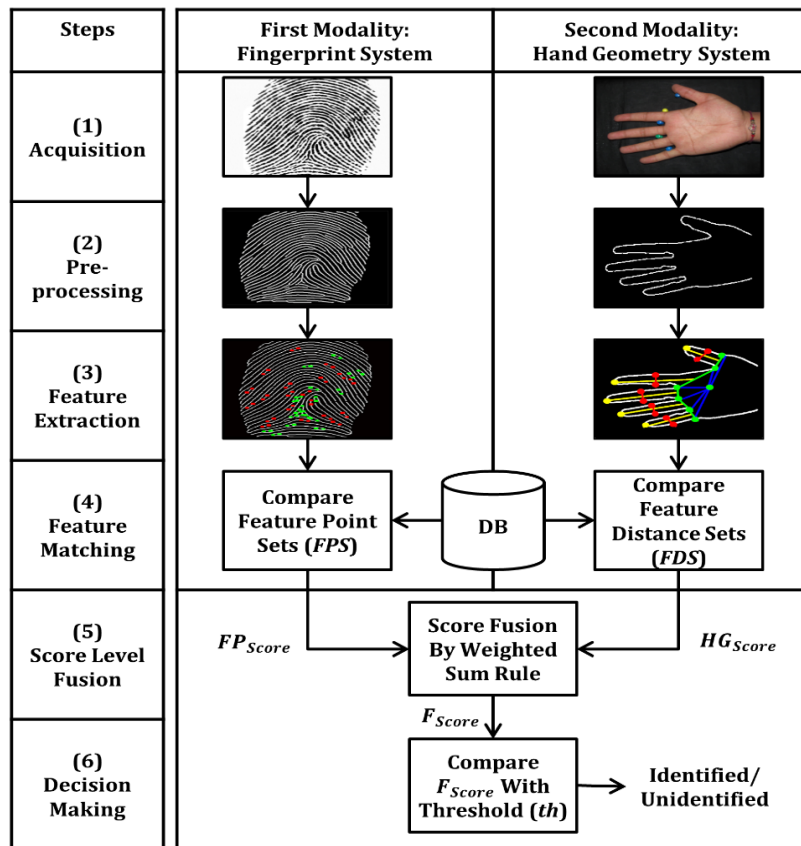 Steps
First Modality:
Fingerprint System
Second Modality:
Hand Geometry System
(1)
Acquisition
(2)
Pre-
processing
(3)
Feature
Extraction
(4)
Feature
Matching
Compare
Feature Point
Sets (FPS)
DB
Compare
Feature
Distance Sets
(FDS)
(5)
Score Level
Fusion
FP_Score
Score Fusion
By Weighted
Sum Rule
HG_Score
F_Score
(6)
Decision
Making
Compare
F_Score With
Threshold (th)
Identified/
Unidentified